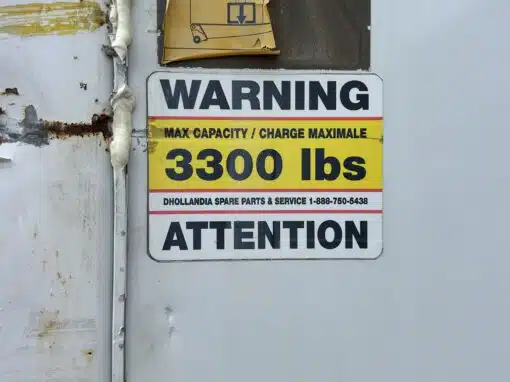 WARNING
MAX CAPACITY / CHARGE MAXIMALE
3300 lbs
DHOLLANDIA SPARE PARTS & SERVICE 1-888-750-5438
ATTENTION